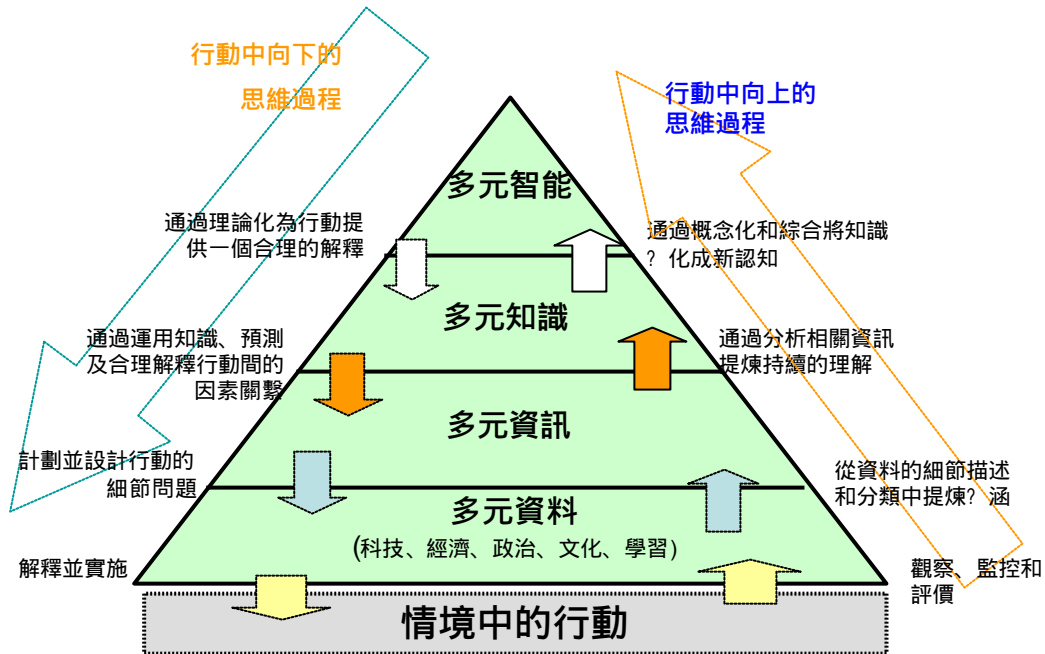 行動中向下的
思維過程
行動中向上的
思維過程
多元智能
通過理論化為行動提
供一個合理的解釋
通過概念化和綜合將知識
？化成新認知
多元知識
通過運用知識、預測
及合理解釋行動間的
因素關繫
通過分析相關資訊
提煉持續的理解
多元資訊
計劃並設計行動的
細節問題
從資料的細節描述
和分類中提煉？涵
多元資料
(科技、經濟、政治、文化、學習)
解釋並實施
觀察、監控和
評價
情境中的行動